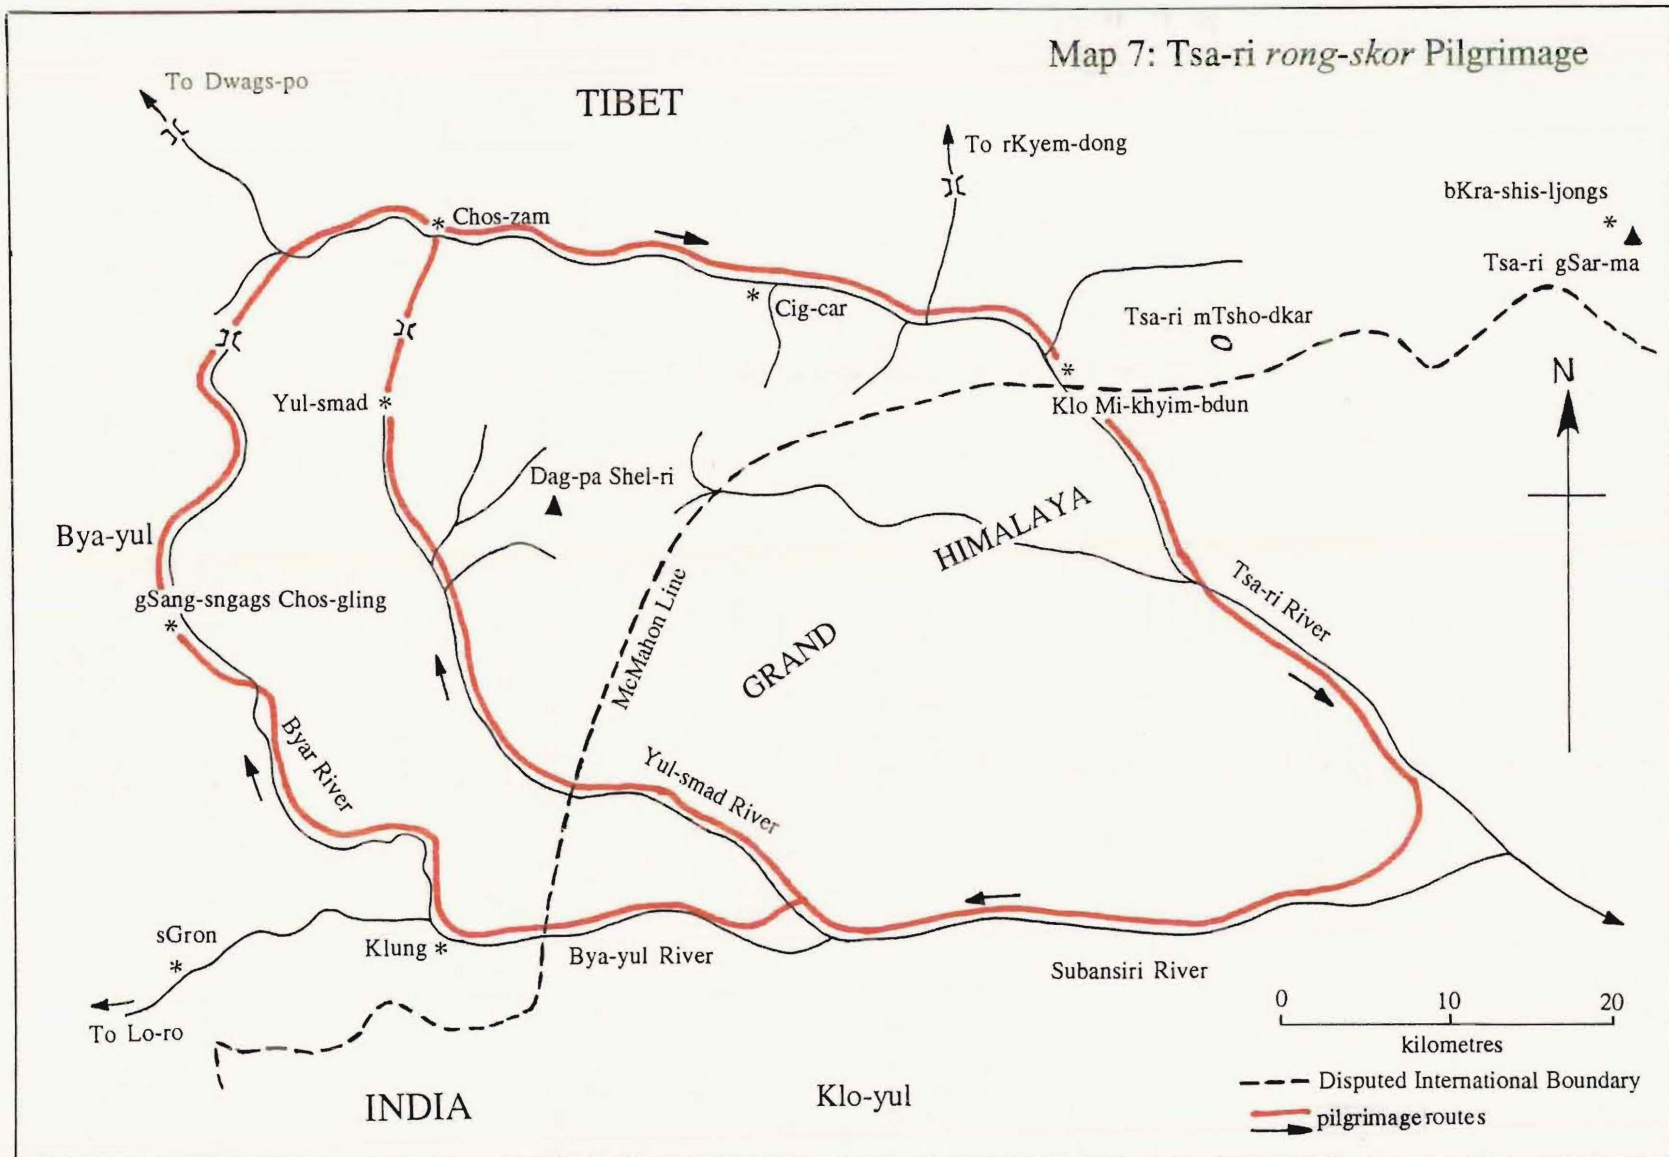 Map 7: Tsa-ri rong-skor Pilgrimage
To Dwags-po
TIBET
To rKyem-dong
bKra-shis-ljongs
*
Chos-zam
*
Tsa-ri gSar-ma
Cig-car
*
Tsa-ri mTsho-dkar
*
N
Yul-smad *
Klo Mi-khyim-bdun
Dag-pa Shel-ri
Bya-yul
HIMALAYA
gSang-sngags Chos-gling
*
Tsa-ri River
McMahon Line
GRAND
Byar River
Yul-smad River
sGron
*
Klung *
Bya-yul River
Subansiri River
To Lo-ro
0 10 20
kilometres
Disputed International Boundary
INDIA
Klo-yul
pilgrimage routes